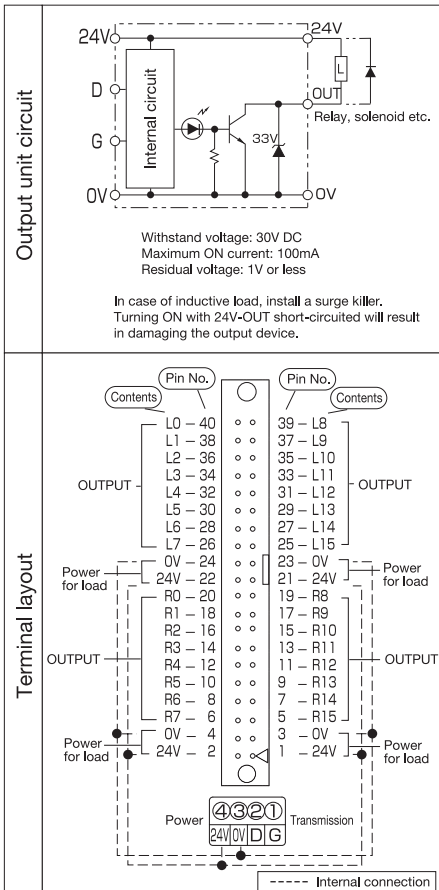 Output unit circuit
24V
24V
D
G
0V
Internal circuit
33V
L
OUT
0V
Relay, solenoid etc.
Withstand voltage: 30V DC
Maximum ON current: 100mA
Residual voltage: 1V or less
In case of inductive load, install a surge killer.
Turning ON with 24V-OUT short-circuited will result
in damaging the output device.
Terminal layout
Pin No. Pin No.
Contents Contents
L0 – 40 39 – L8
L1 – 38 37 – L9
L2 – 36 35 – L10
L3 – 34 33 – L11
OUTPUT L4 – 32 31 – L12 OUTPUT
L5 – 30 29 – L13
L6 – 28 27 – L14
L7 – 26 25 – L15
Power for load 0V – 24 23 – 0V Power for load
24V – 22 21 – 24V
R0 – 20 19 – R8
R1 – 18 17 – R9
R2 – 16 15 – R10
R3 – 14 13 – R11
OUTPUT R4 – 12 11 – R12 OUTPUT
R5 – 10 9 – R13
R6 – 8 7 – R14
R7 – 6 5 – R15
Power for load 0V – 4 3 – 0V Power for load
24V – 2 1 – 24V
Power ④③②① Transmission
24V 0V D G
----- Internal connection